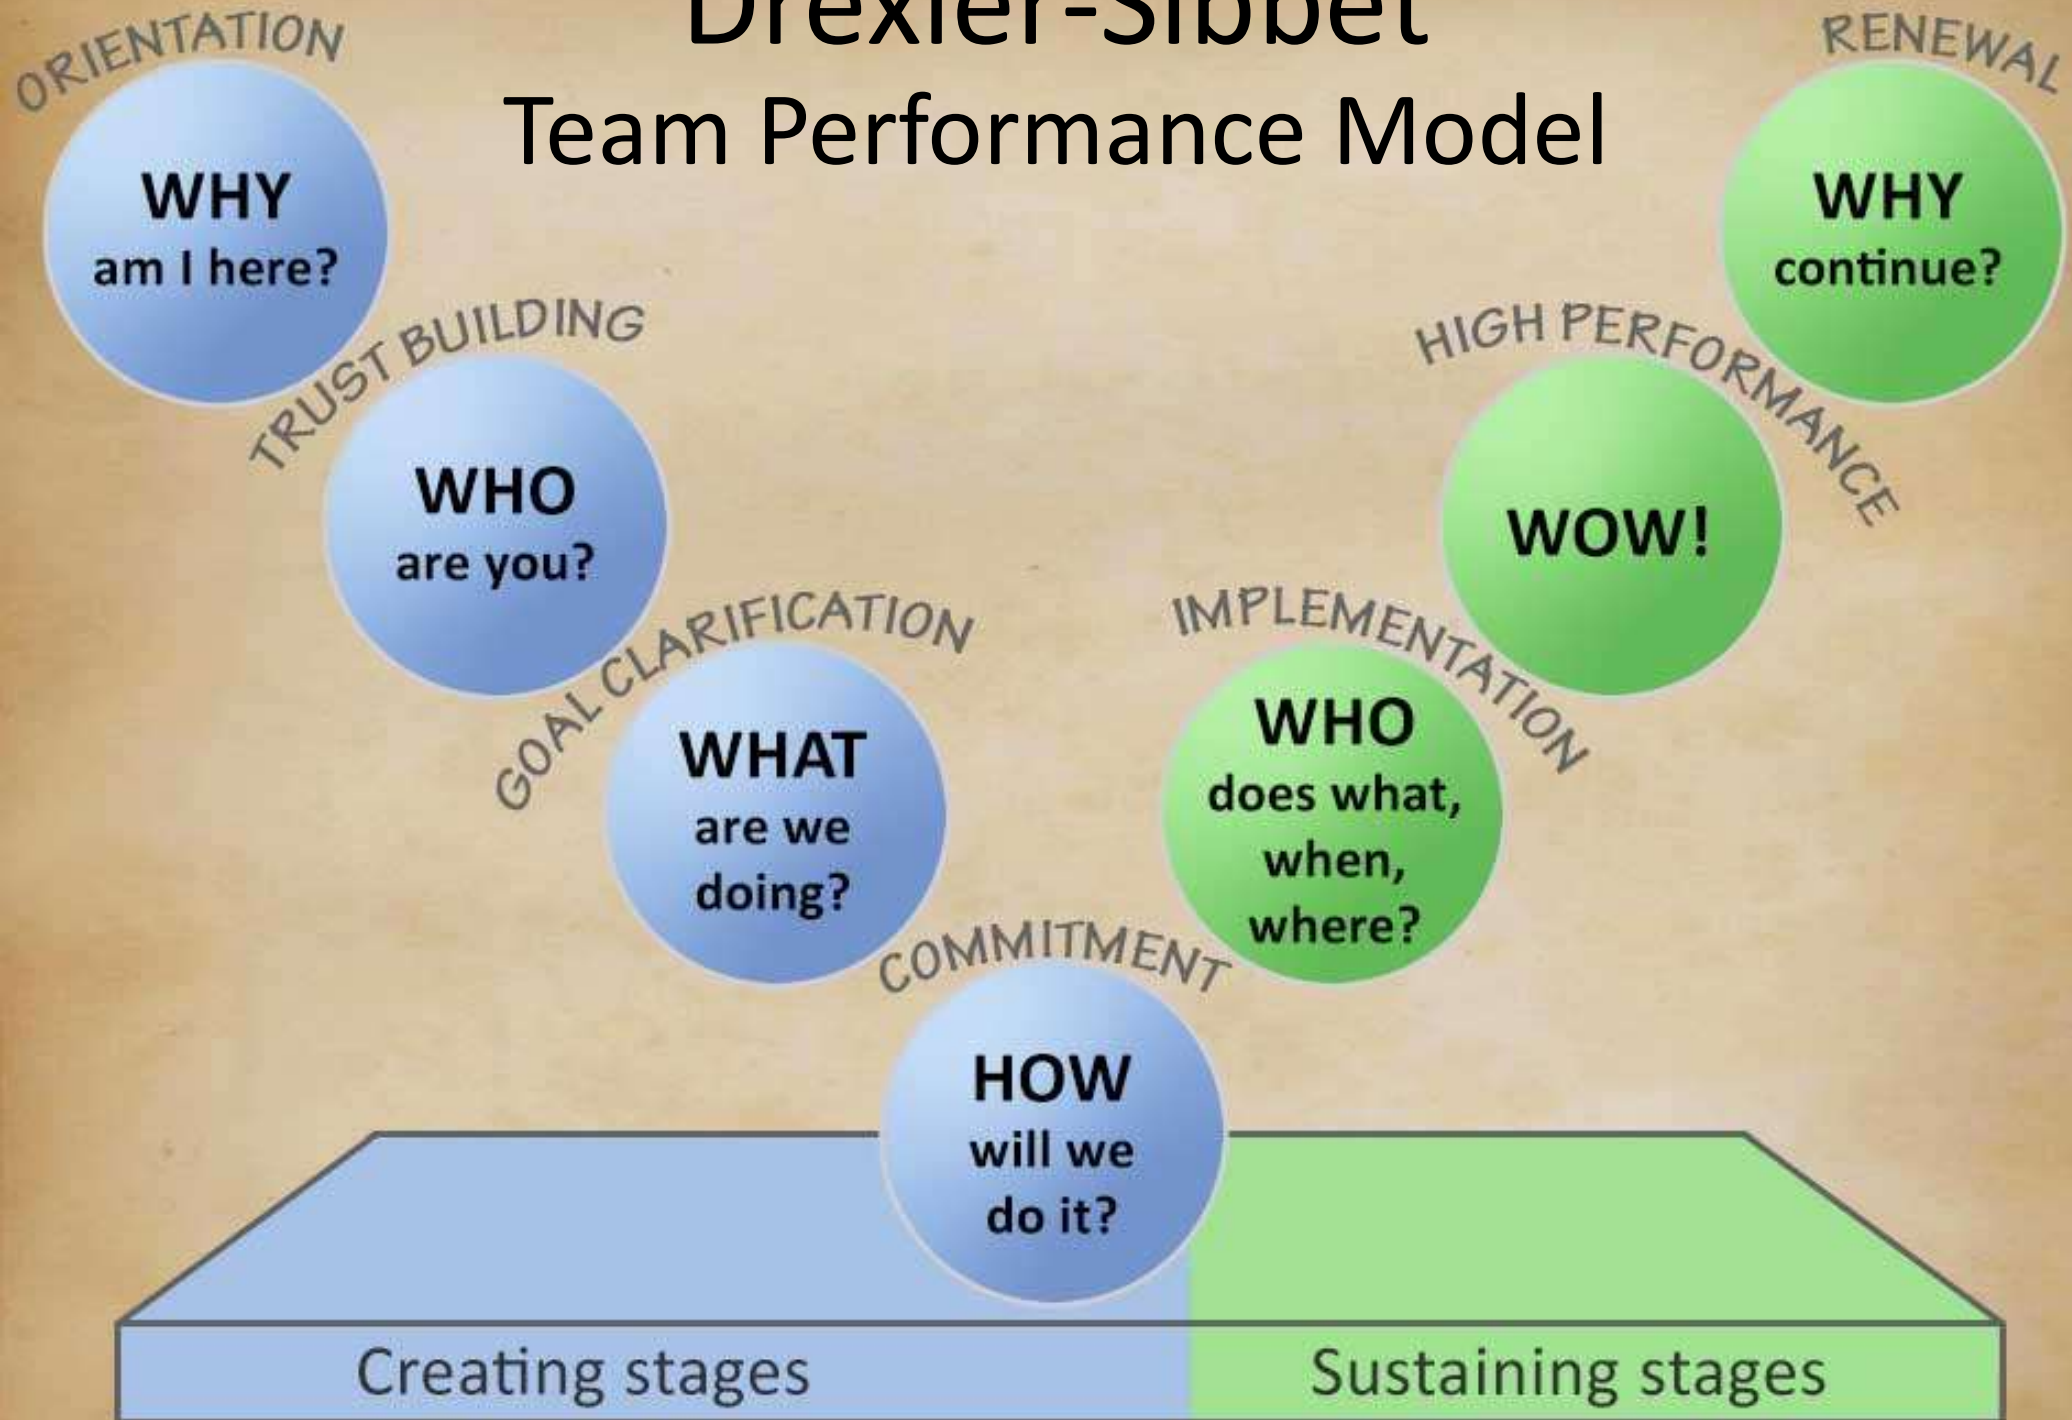 Drexler-Sibbet
Team Performance Model
ORIENTATION
WHY
am I here?
TRUST BUILDING
WHO
are you?
GOAL CLARIFICATION
WHAT
are we
doing?
COMMITMENT
HOW
will we
do it?
IMPLEMENTATION
WHO
does what,
when,
where?
HIGH PERFORMANCE
WOW!
RENEWAL
WHY
continue?
Creating stages
Sustaining stages